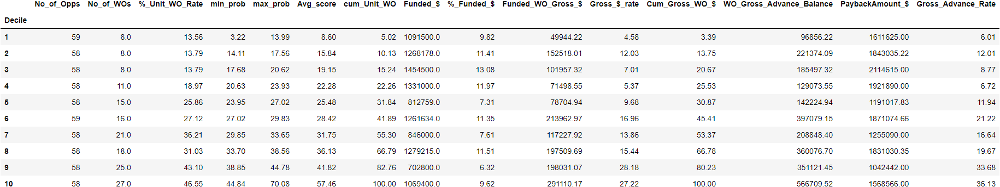 No_of_Opps No_of_WOs %_Unit_WO_Rate min_prob max_prob Avg_score cum_Unit_WO Funded_$ %_Funded_$ Funded_WO_Gross_$ Gross_$_rate Cum_Gross_WO_$ WO_Gross_Advance_Balance PaybackAmount_$ Gross_Advance_Rate
Decile
1 59 8.0 13.56 3.22 13.99 8.60 5.02 1091500.0 9.82 49944.22 4.58 3.39 96856.22 1611625.00 6.01
2 58 8.0 13.79 14.11 17.56 15.84 10.13 1268178.0 11.41 152518.01 12.03 13.75 221374.09 1843035.22 12.01
3 58 8.0 13.79 17.68 20.62 19.15 15.24 1454500.0 13.08 101957.32 7.01 20.67 185497.32 2114615.00 8.77
4 58 11.0 18.97 20.63 23.93 22.28 22.26 1331000.0 11.97 71498.55 5.37 25.53 129073.55 1921890.00 6.72
5 58 15.0 25.86 23.95 27.02 25.48 31.84 812759.0 7.31 78704.94 9.68 30.87 142224.94 1191017.83 11.94
6 59 16.0 27.12 27.02 29.83 28.42 41.89 1261634.0 11.35 213962.97 16.96 45.41 397079.15 1871074.66 21.22
7 58 21.0 36.21 29.85 33.65 31.75 55.30 846000.0 7.61 117227.92 13.86 53.37 208848.40 1255090.00 16.64
8 58 18.0 31.03 33.70 38.56 36.13 66.79 1279215.0 11.51 197509.69 15.44 66.78 360076.70 1831030.35 19.67
9 58 25.0 43.10 38.85 44.78 41.82 82.76 702800.0 6.32 198031.07 28.18 80.23 351121.45 1042442.00 33.68
10 58 27.0 46.55 44.84 70.08 57.46 100.00 1069400.0 9.62 291110.17 27.22 100.00 566709.52 1568566.00 36.13